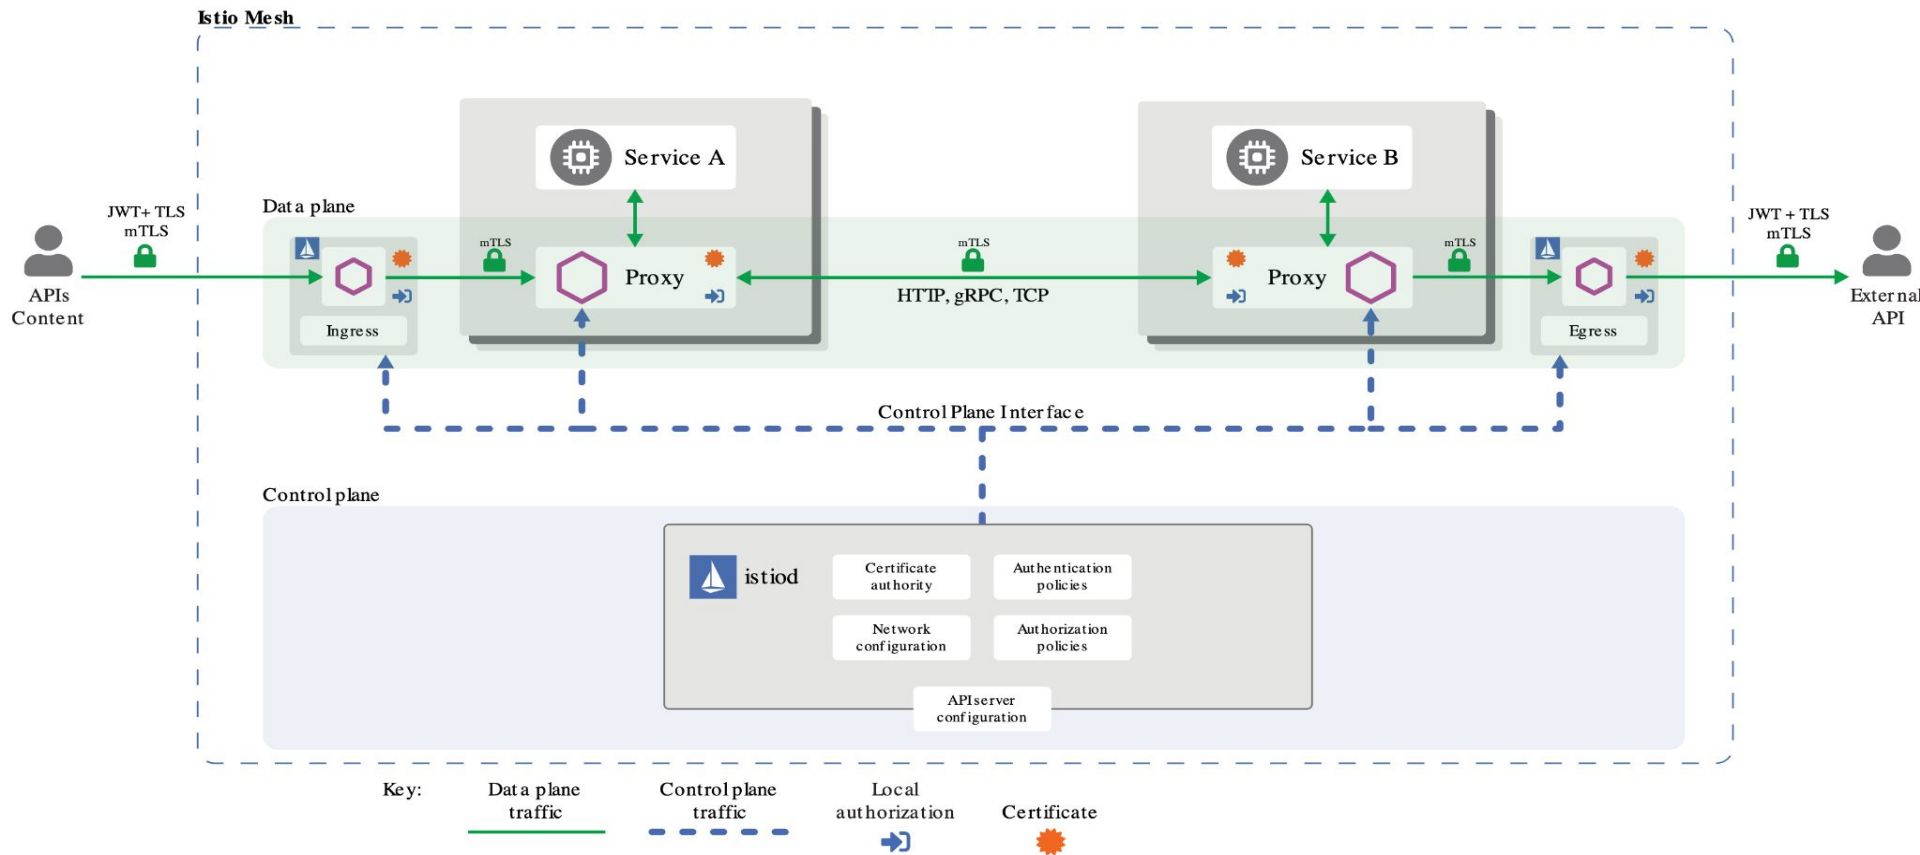 Istio Mesh
Service A
Service B
Data plane
JWT+ TLS
mTLS
JWT + TLS
mTLS
mTLS
mTLS
mTLS
Proxy
Proxy
APIs
Content
HTTP, gRPC, TCP
External
API
Ingress
Egress
Control Plane Interface
Control plane
istiod
Certificate
authority
Authentication
policies
Network
configuration
Authorization
policies
API server
configuration
Key:
Data plane
traffic
Control plane
traffic
Local
authorization
Certificate